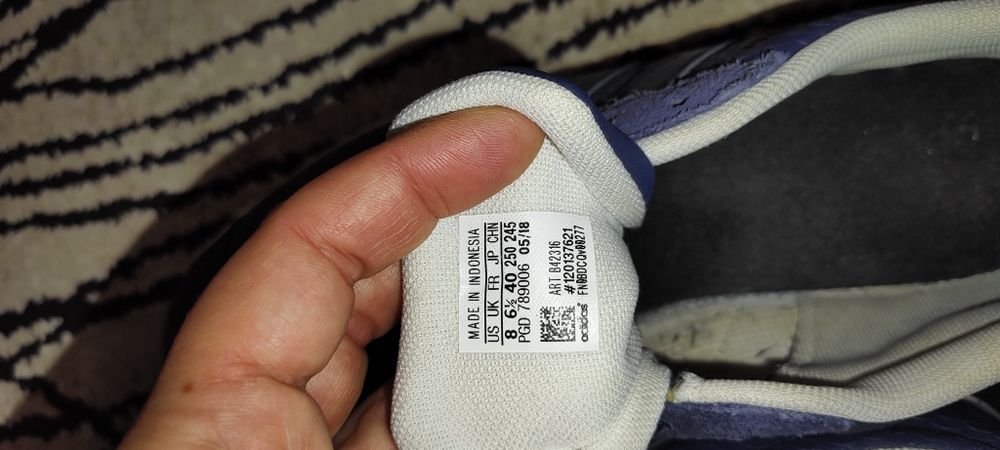 MADE IN INDONESIA
US UK FR JP CHN
8 6½ 40 250 245
PGD 789006 05/18
ART B42316
#120137621
adidas